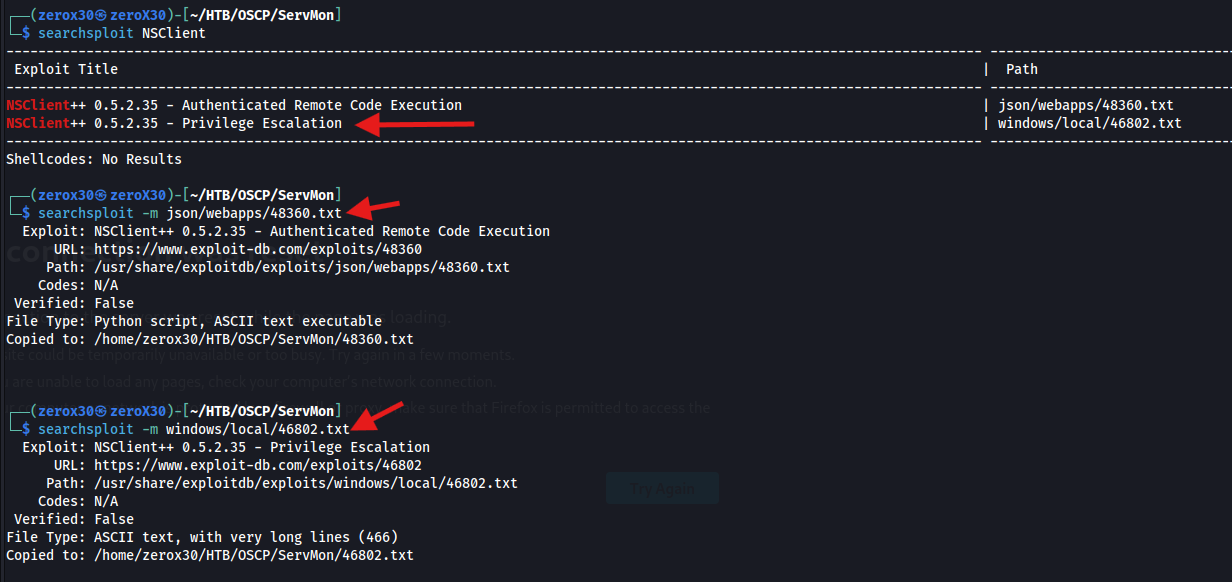 (zerox30㉿zeroX30)-[~/HTB/OSCP/ServMon]
$ searchsploit NSClient
Exploit Title | Path
NSClient++ 0.5.2.35 - Authenticated Remote Code Execution | json/webapps/48360.txt
NSClient++ 0.5.2.35 - Privilege Escalation | windows/local/46802.txt
Shellcodes: No Results
(zerox30㉿zeroX30)-[~/HTB/OSCP/ServMon]
$ searchsploit -m json/webapps/48360.txt
Exploit: NSClient++ 0.5.2.35 - Authenticated Remote Code Execution
URL: https://www.exploit-db.com/exploits/48360
Path: /usr/share/exploitdb/exploits/json/webapps/48360.txt
Codes: N/A
Verified: False
File Type: Python script, ASCII text executable
loading.
Copied to: /home/zerox30/HTB/OSCP/ServMon/48360.txt
site could be temporarily unavailable or too busy. Try again in a few moments.
are unable to load any pages, check your computer's network connection.
(zerox30㉿zeroX30)-[~/HTB/OSCP/ServMon]
make sure that Firefox is permitted to access the
$ searchsploit -m windows/local/46802.txt
Exploit: NSClient++ 0.5.2.35 - Privilege Escalation
URL: https://www.exploit-db.com/exploits/46802
Path: /usr/share/exploitdb/exploits/windows/local/46802.txt
Try Again
Codes: N/A
Verified: False
File Type: ASCII text, with very long lines (466)
Copied to: /home/zerox30/HTB/OSCP/ServMon/46802.txt